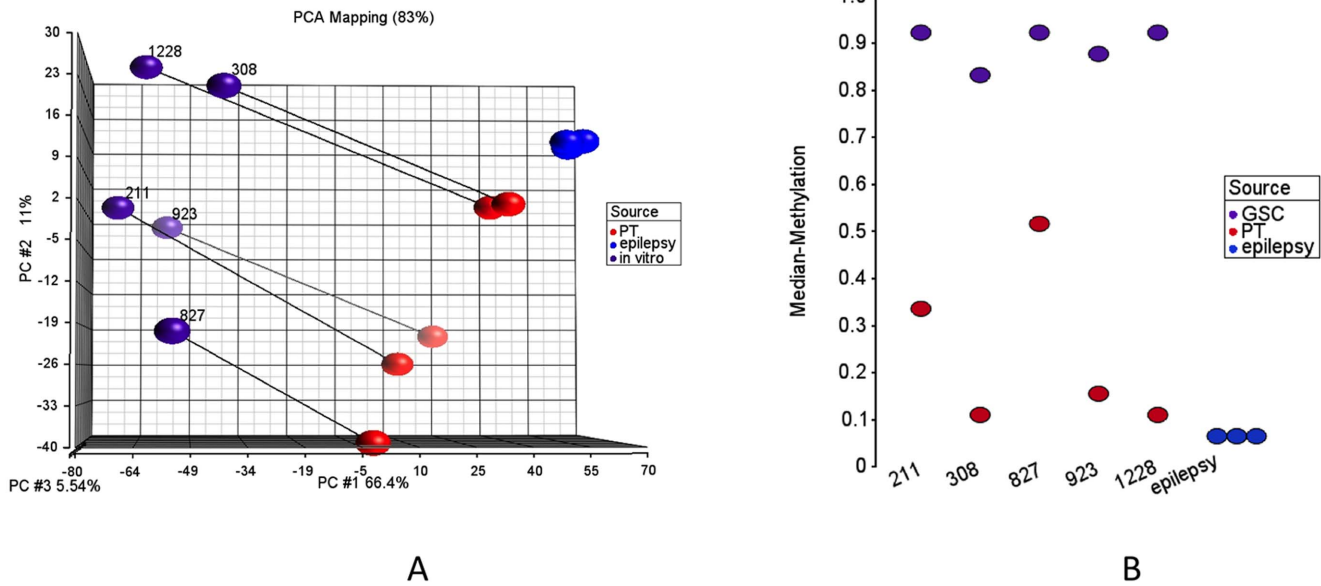 PCA Mapping (83%)
30
23
16
9
2
-5
-12
-19
-26
-33
-40
PC #2 11%
1228
308
211
923
827
-80
-64
-49
-34
-19
-5
10
25
40
55
70
PC #3 5.54%
PC #1 66.4%
Source
PT
epilepsy
in vitro
A
0.9
0.8
0.7
0.6
0.5
0.4
0.3
0.2
0.1
0
Median-Methylation
211
308
827
923
1228
epilepsy
Source
GSC
PT
epilepsy
B